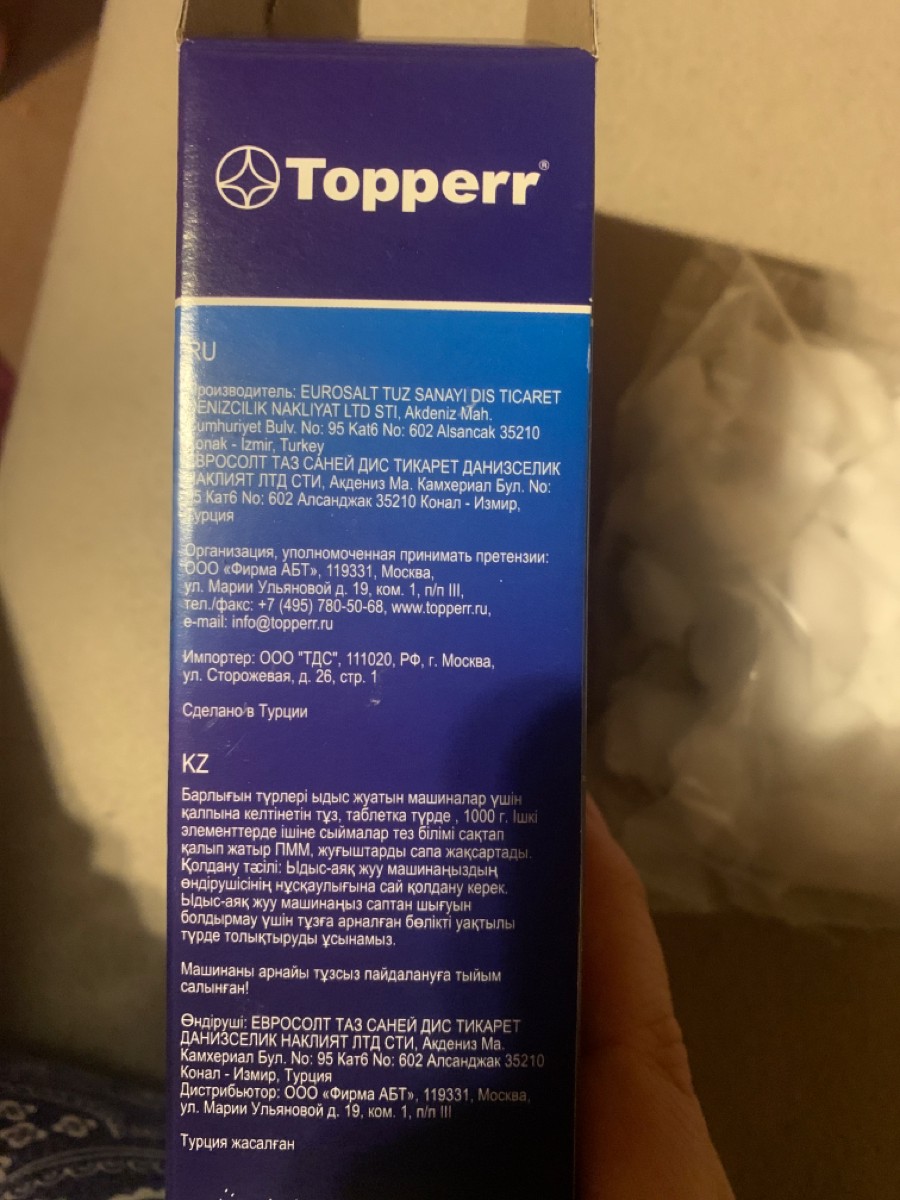 Topperr®
RU
Производитель: EUROSALT TUZ SANAYI DIS TICARET
DENIZCILIK NAKLIYAT LTD STI, Akdeniz Mah.
Cumhuriyet Bulv. No: 95 Kat6 No: 602 Alsancak 35210
Konak - Izmir, Turkey
ЕВРОСОЛТ ТАЗ САНЕЙ ДИС ТИКАРЕТ ДАНИЗСЕЛИК
НАКЛИЯТ ЛТД СТИ, Акдениз Ма. Камхериал Бул. No:
95 Кат6 No: 602 Алсанджак 35210 Конал - Измир,
Турция
Организация, уполномоченная принимать претензии:
ООО «Фирма АБТ», 119331, Москва,
ул. Марии Ульяновой д. 19, ком. 1, п/п III,
тел./факс: +7 (495) 780-50-68, www.topperr.ru,
e-mail: info@topperr.ru
Импортер: ООО "ТДС", 111020, РФ, г. Москва,
ул. Сторожевая, д. 26, стр. 1
Сделано в Турции
KZ
Барлығын түрлері ыдыс жуатын машиналар үшін
қалпына келтінетін тұз, таблетка түрде , 1000 г. Ішкі
элементтерде ішіне сыймалар тез білімі сақтап
қалып жатыр ПММ, жуғыштарды сапа жақсартады.
Қолдану тәсілі: Ыдыс-аяқ жуу машинаңыздың
өндірушісінің нұсқаулығына сай қолдану керек.
Ыдыс-аяқ жуу машинаңыз саптан шығуын
болдырмау үшін тұзға арналған бөлікті уақтылы
түрде толықтыруды ұсынамыз.
Машинаны арнайы тұзсыз пайдалануға тыйым
салынған!
Өндіруші: ЕВРОСОЛТ ТАЗ САНЕЙ ДИС ТИКАРЕТ
ДАНИЗСЕЛИК НАКЛИЯТ ЛТД СТИ, Акдениз Ма.
Камхериал Бул. No: 95 Кат6 No: 602 Алсанджак 35210
Конал - Измир, Турция
Дистрибьютор: ООО «Фирма АБТ», 119331, Москва,
ул. Марии Ульяновой д. 19, ком. 1, п/п III
Турция жасалған